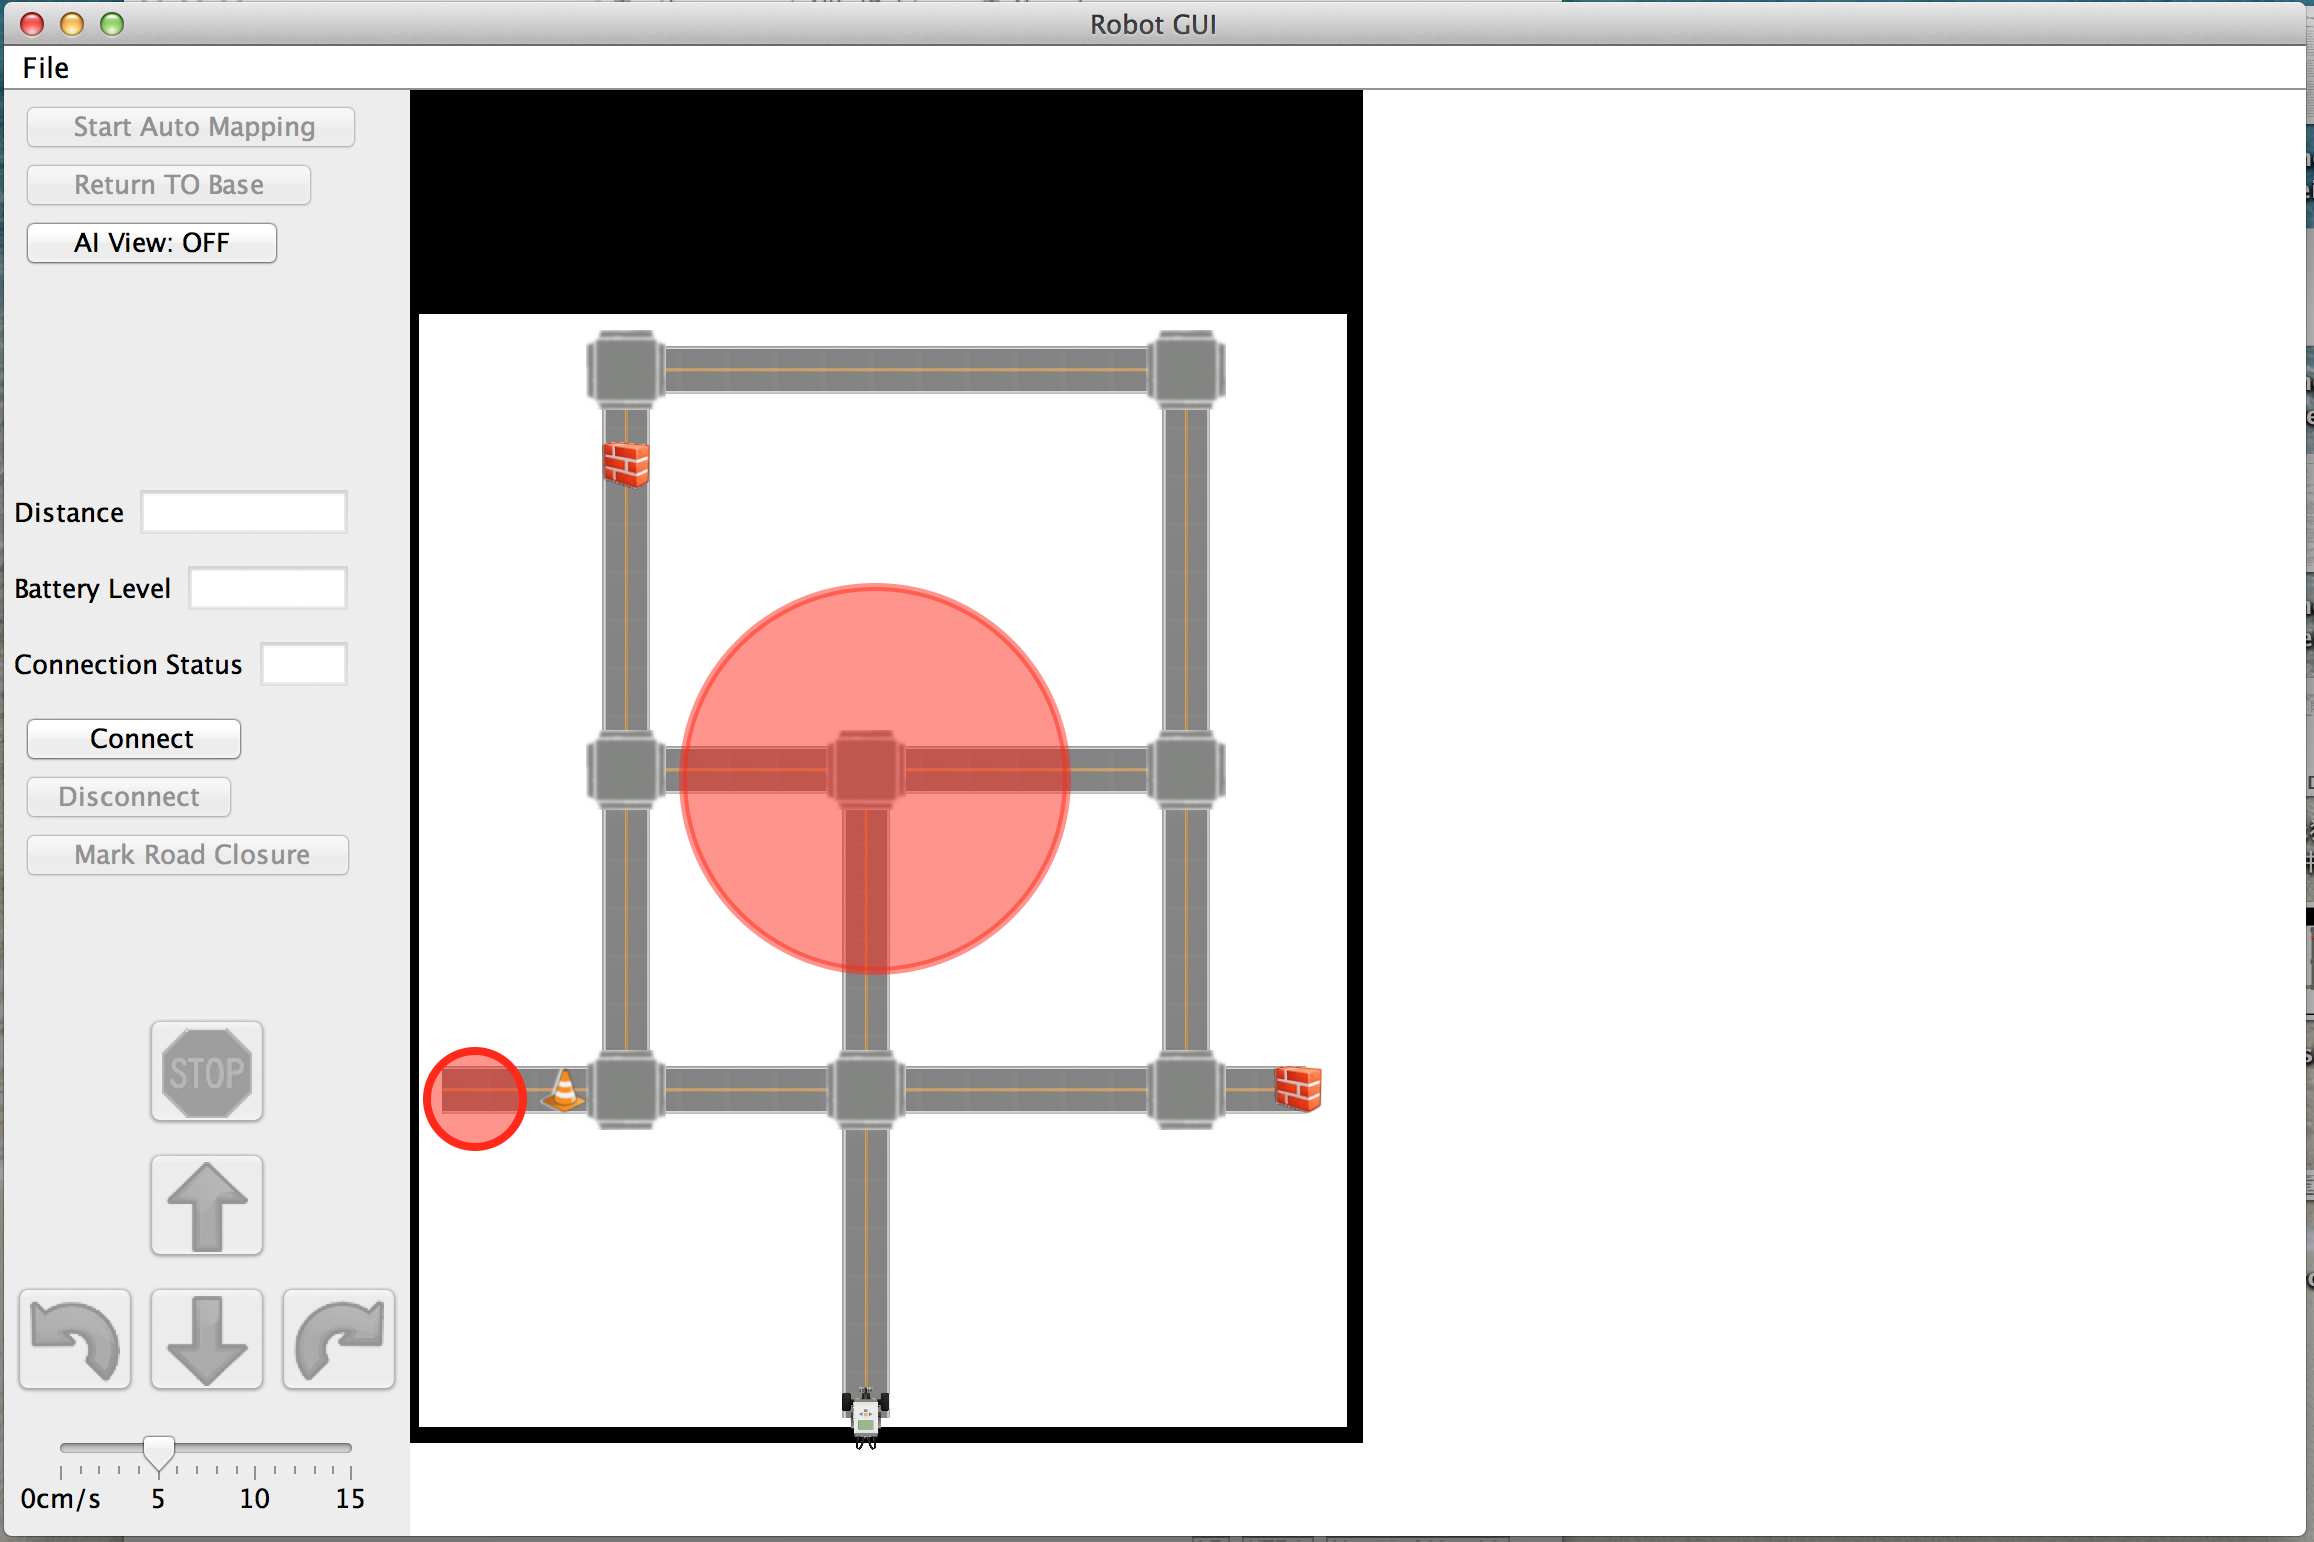 Robot GUI
File
Start Auto Mapping
Return TO Base
AI View: OFF
Distance
Battery Level
Connection Status
Connect
Disconnect
Mark Road Closure
STOP
0cm/s 5 10 15